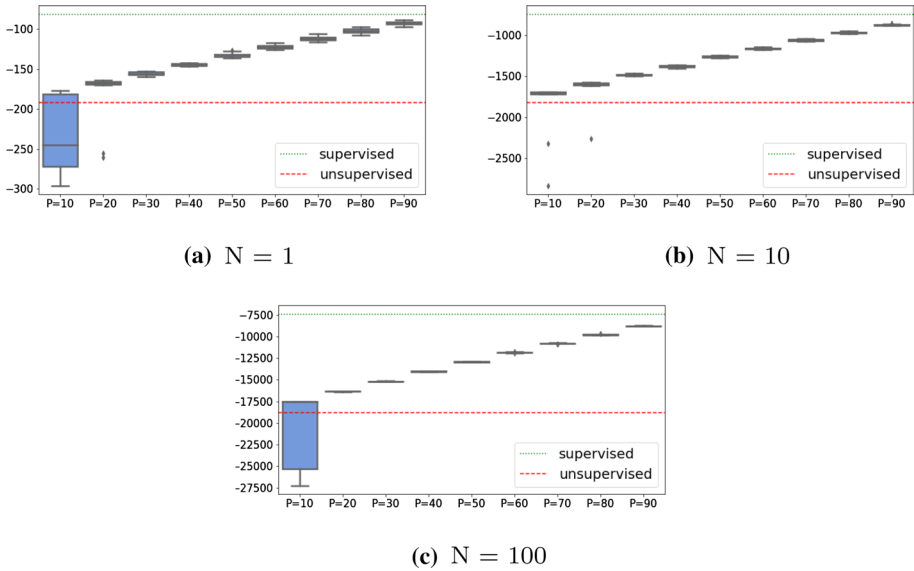 −100
−150
−200
−250
−300
P=10 P=20 P=30 P=40 P=50 P=60 P=70 P=80 P=90
supervised
unsupervised
(a) N = 1
−1000
−1500
−2000
−2500
P=10 P=20 P=30 P=40 P=50 P=60 P=70 P=80 P=90
supervised
unsupervised
(b) N = 10
−7500
−10000
−12500
−15000
−17500
−20000
−22500
−25000
−27500
P=10 P=20 P=30 P=40 P=50 P=60 P=70 P=80 P=90
supervised
unsupervised
(c) N = 100